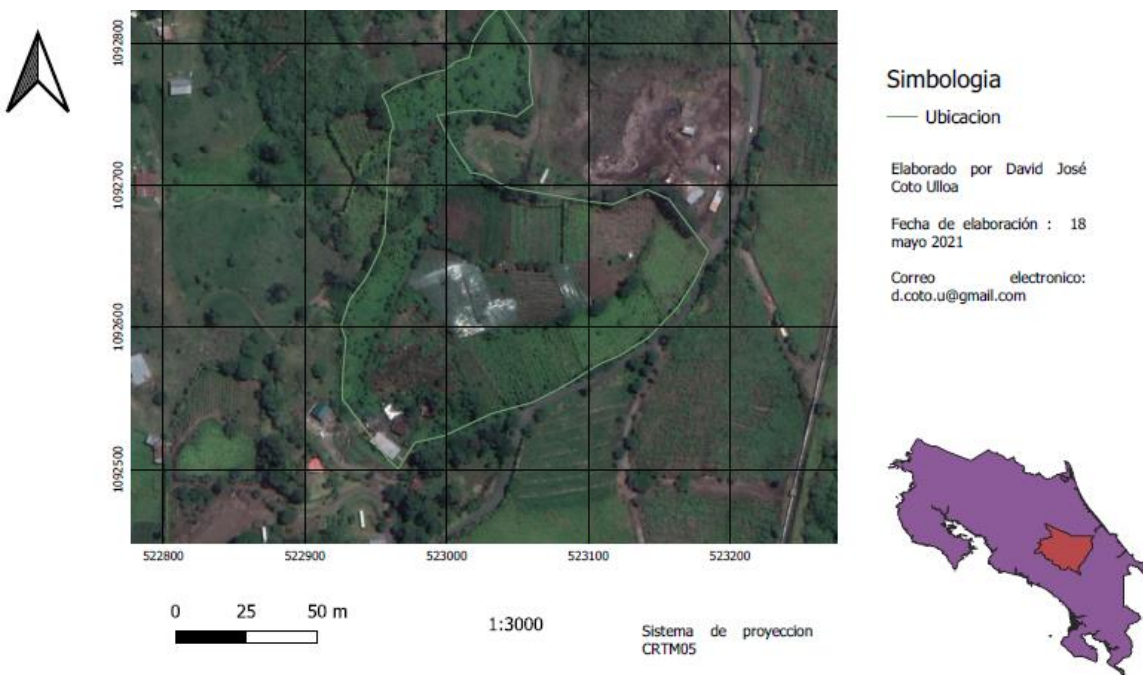 1092800
1092700
1092600
1092500
522800 522900 523000 523100 523200
0 25 50 m
1:3000
Sistema de proyeccion
CRTM05
Simbologia
Ubicacion
Elaborado por David José
Coto Ulloa
Fecha de elaboración : 18
mayo 2021
Correo electronico:
d.coto.u@gmail.com